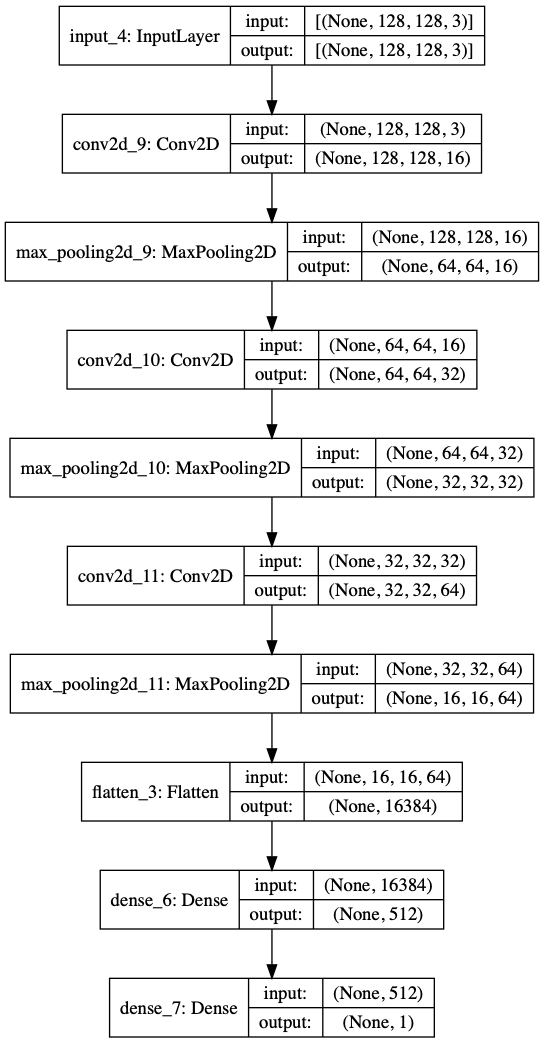 input_4: InputLayer
input: [(None, 128, 128, 3)]
output: [(None, 128, 128, 3)]
conv2d_9: Conv2D
input: (None, 128, 128, 3)
output: (None, 128, 128, 16)
max_pooling2d_9: MaxPooling2D
input: (None, 128, 128, 16)
output: (None, 64, 64, 16)
conv2d_10: Conv2D
input: (None, 64, 64, 16)
output: (None, 64, 64, 32)
max_pooling2d_10: MaxPooling2D
input: (None, 64, 64, 32)
output: (None, 32, 32, 32)
conv2d_11: Conv2D
input: (None, 32, 32, 32)
output: (None, 32, 32, 64)
max_pooling2d_11: MaxPooling2D
input: (None, 32, 32, 64)
output: (None, 16, 16, 64)
flatten_3: Flatten
input: (None, 16, 16, 64)
output: (None, 16384)
dense_6: Dense
input: (None, 16384)
output: (None, 512)
dense_7: Dense
input: (None, 512)
output: (None, 1)